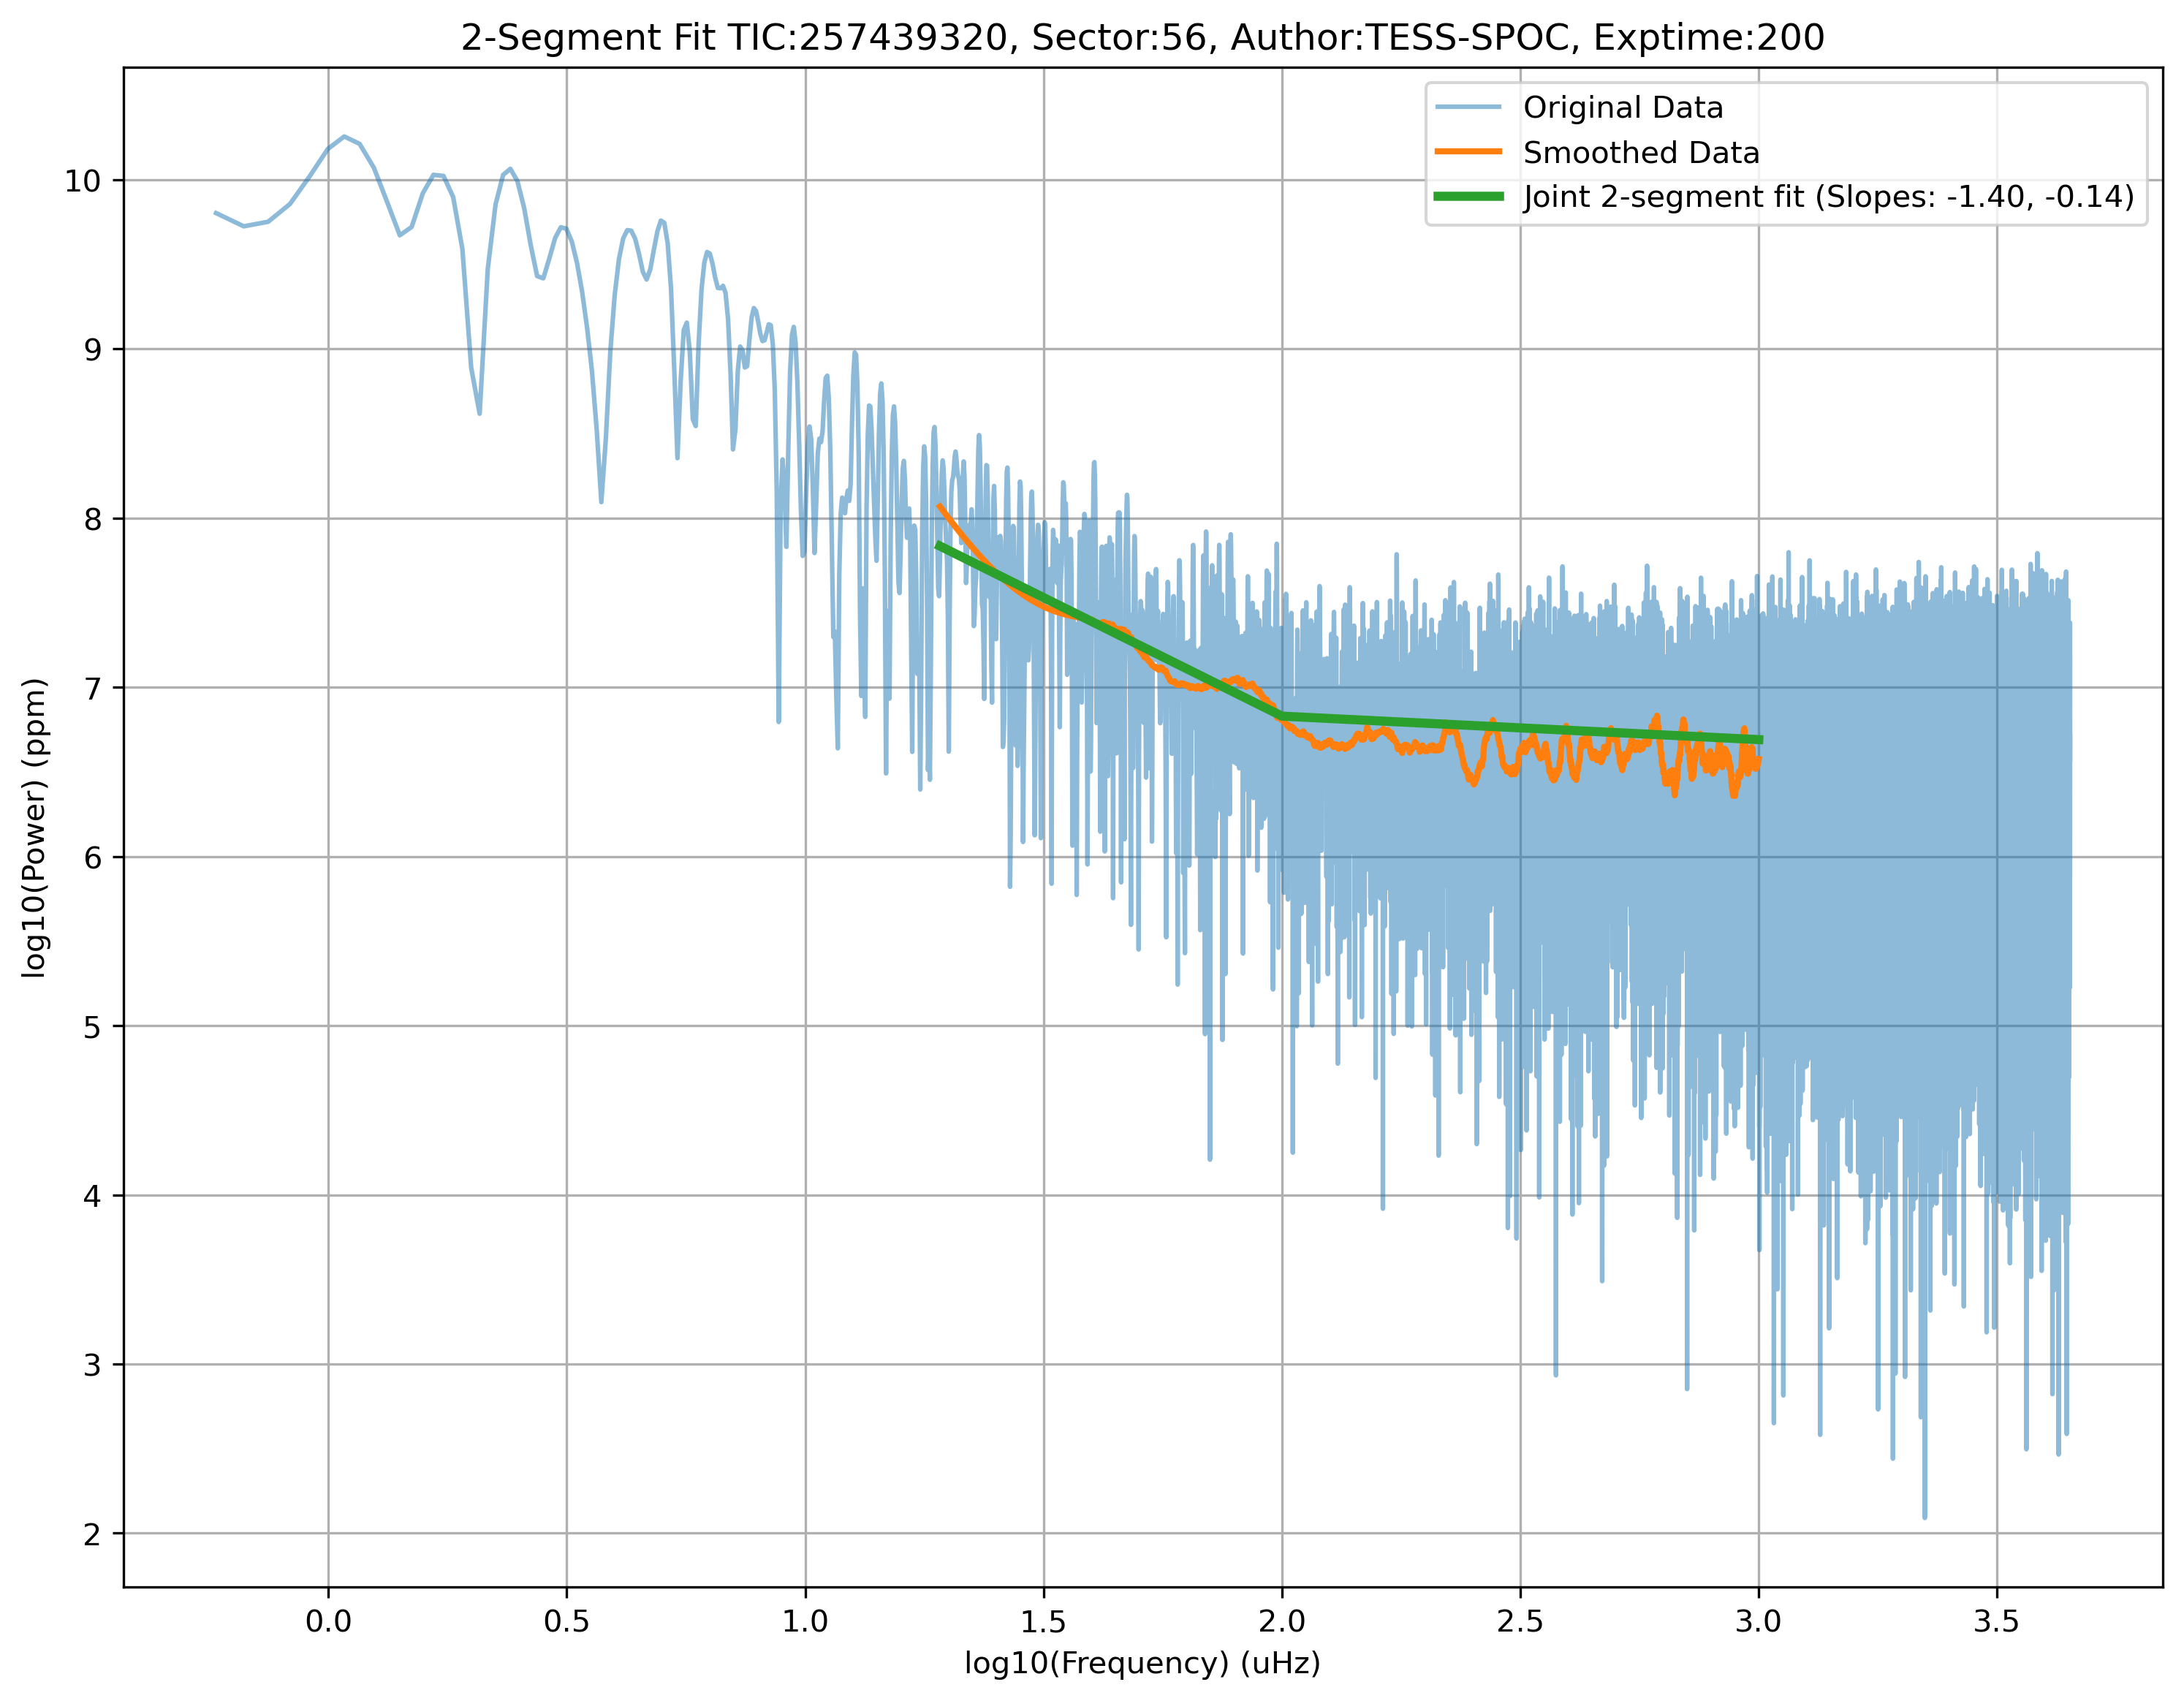 2-Segment Fit TIC:257439320, Sector:56, Author:TESS-SPOC, Exptime:200
Original Data
Smoothed Data
Joint 2-segment fit (Slopes: -1.40, -0.14)
log10(Power) (ppm)
10
9
8
7
6
5
4
3
2
0.0 0.5 1.0 1.5 2.0 2.5 3.0 3.5
log10(Frequency) (uHz)